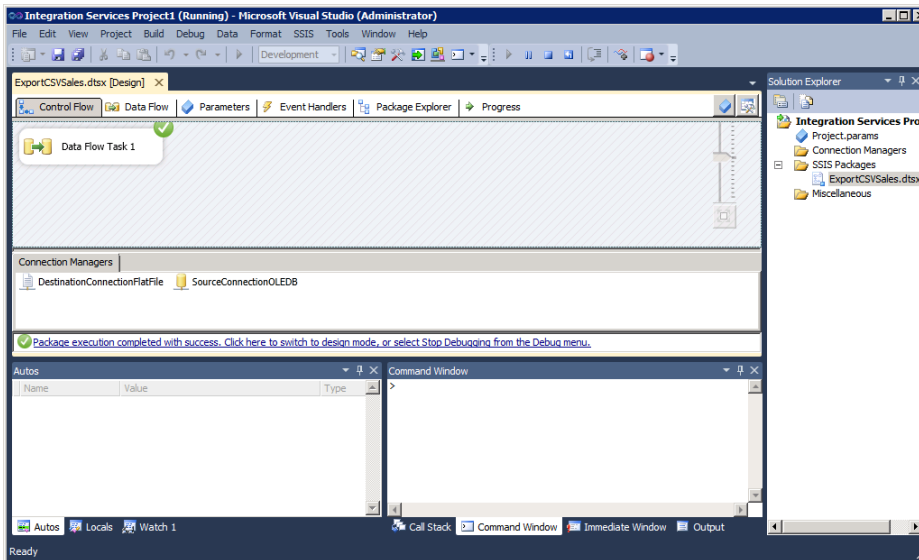 Integration Services Project1 (Running) - Microsoft Visual Studio (Administrator)
File Edit View Project Build Debug Data Format SSIS Tools Window Help
Development
ExportCSVSales.dtsx [Design]
Solution Explorer
Control Flow Data Flow Parameters Event Handlers Package Explorer Progress
Integration Services Pro
Project.params
Connection Managers
SSIS Packages
ExportCSVSales.dtsx
Miscellaneous
Data Flow Task 1
Connection Managers
DestinationConnectionFlatFile SourceConnectionOLEDB
Package execution completed with success. Click here to switch to design mode, or select Stop Debugging from the Debug menu.
Autos
Name Value Type
Command Window
>
Autos Locals Watch 1
Call Stack Command Window Immediate Window Output
Ready